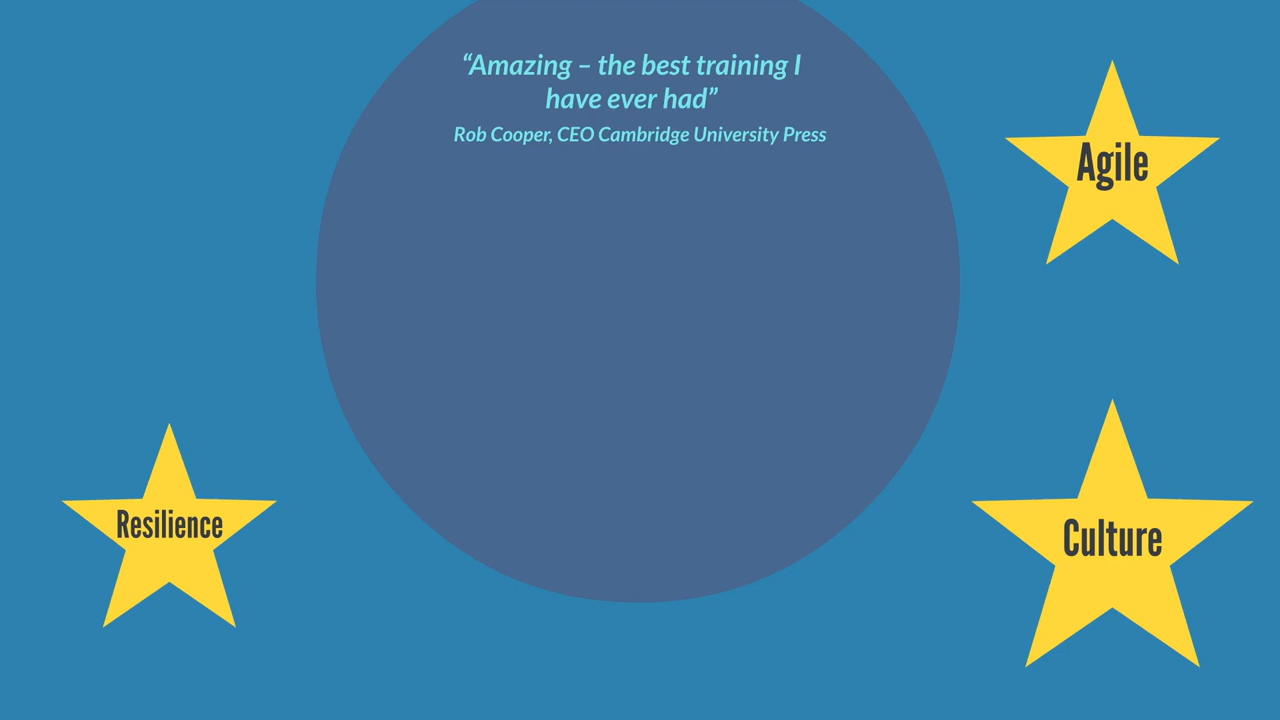 “Amazing – the best training I
have ever had”
Rob Cooper, CEO Cambridge University Press
Agile
Resilience
Culture